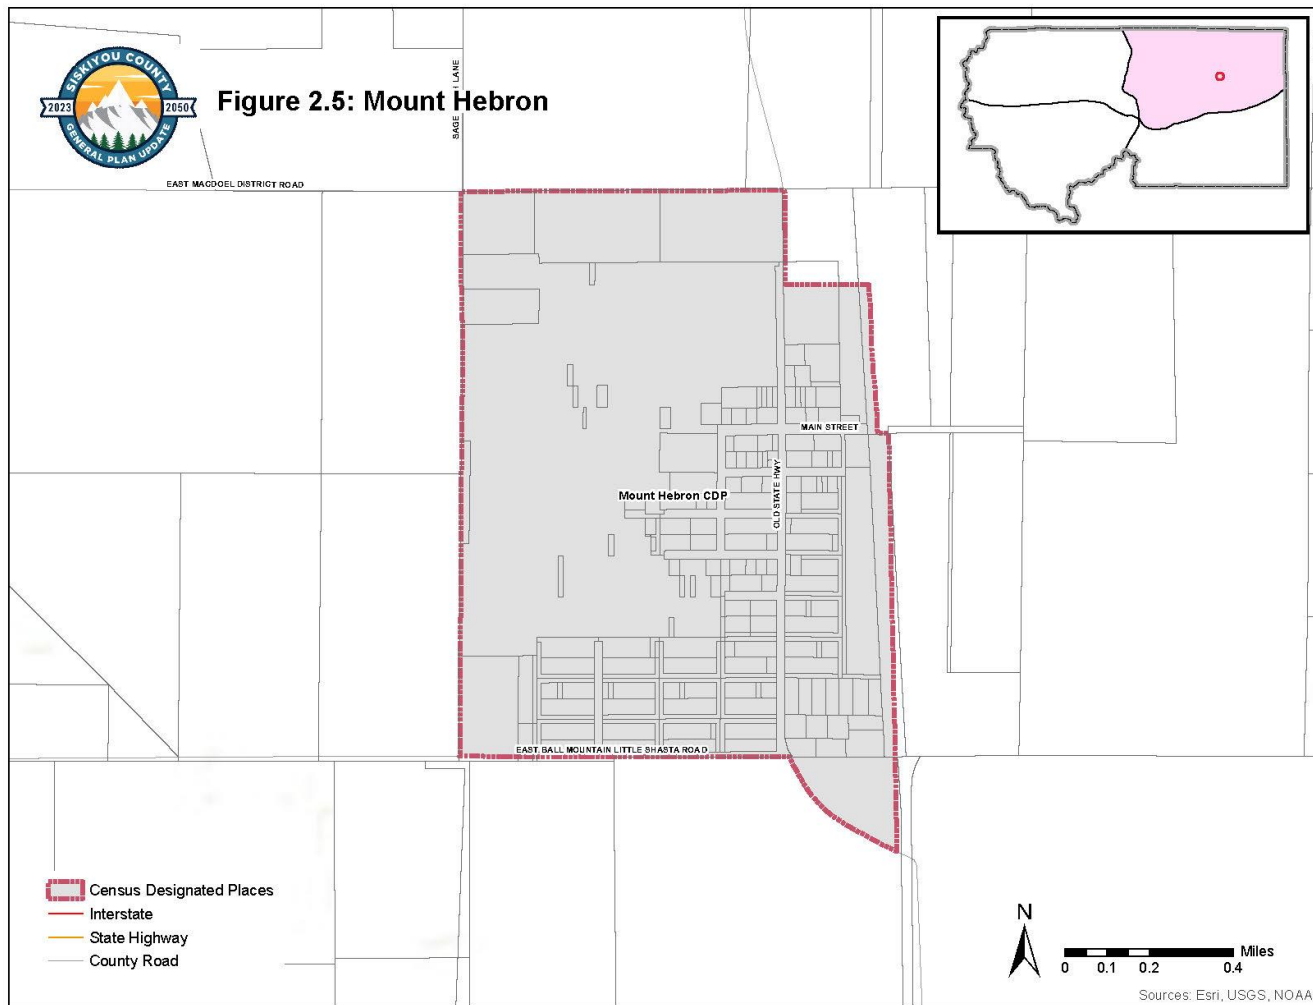 SISKIYOU COUNTY
2023
2050
GENERAL PLAN UPDATE
Figure 2.5: Mount Hebron
LANE
SAGE
EAST MACDOEL DISTRICT ROAD
MAIN STREET
Mount Hebron CDP
OLD STATE HWY
EAST BALL MOUNTAIN LITTLE SHASTA ROAD
Census Designated Places
Interstate
State Highway
County Road
N
Miles
0 0.1 0.2 0.4
Sources: Esri, USGS, NOAA